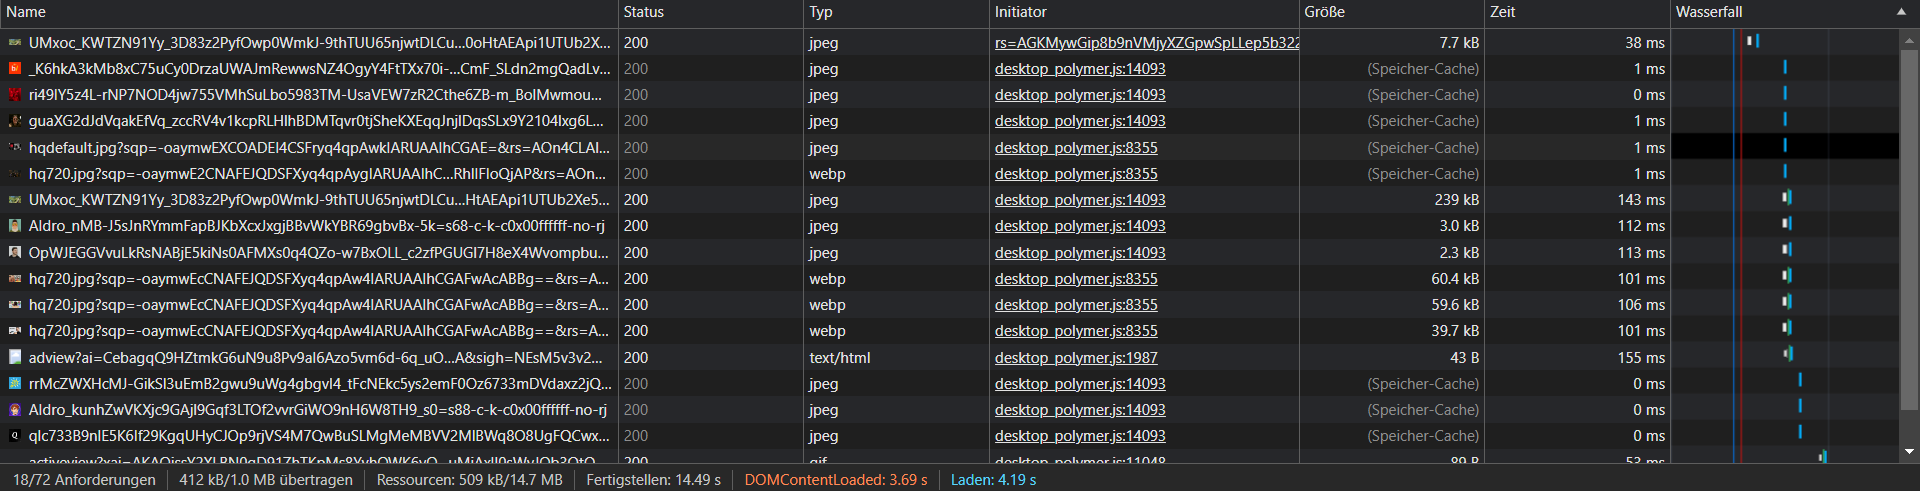 Name Status Typ Initiator Größe Zeit Wasserfall
UMxoc_KWTZN91Yy_3D83z2PyfOwp0WmkJ-9thTUU65njwtDLCu...0oHtAEApi1UTUb2X... 200 jpeg rs=AGKMywGip8b9nVMjyXZGpwSpLLep5b322 7.7 kB 38 ms
_K6hkA3kMb8xC75uCy0DrzaUWAJmRewwsNZ4OgyY4FtTXx70i-...CmF_SLdn2mgQadLv... 200 jpeg desktop_polymer.js:14093 (Speicher-Cache) 1 ms
ri49IY5z4L-rNP7NOD4jw755VMhSuLbo5983TM-UsaVEW7zR2Cthe6ZB-m_BoIMwmou... 200 jpeg desktop_polymer.js:14093 (Speicher-Cache) 0 ms
guaXG2dJdVqakEfVq_zccRV4v1kcpRLHIhBDMTqvr0tjSheKXEqqJnjIDqsSLx9Y2104Ixg6L... 200 jpeg desktop_polymer.js:14093 (Speicher-Cache) 1 ms
hqdefault.jpg?sqp=-oaymwEXCOADEI4CSFryq4qpAwkIARUAAIhCGAE=&rs=AOn4CLAI... 200 jpeg desktop_polymer.js:8355 (Speicher-Cache) 1 ms
hq720.jpg?sqp=-oaymwE2CNAFEJQDSFXyq4qpAygIARUAAIhC...RhIIFIoQjAP&rs=AOn... 200 webp desktop_polymer.js:8355 (Speicher-Cache) 1 ms
UMxoc_KWTZN91Yy_3D83z2PyfOwp0WmkJ-9thTUU65njwtDLCu...HtAEApi1UTUb2Xe5... 200 jpeg desktop_polymer.js:14093 239 kB 143 ms
AIdro_nMB-J5sJnRYmmFapBJKbXcxJxgjBBvWkYBR69gbvBx-5k=s68-c-k-c0x00ffffff-no-rj 200 jpeg desktop_polymer.js:14093 3.0 kB 112 ms
OpWJEGGVvuLkRsNABjE5kiNs0AFMXs0q4QZo-w7BxOLL_c2zfPGUGI7H8eX4Wvompbu... 200 jpeg desktop_polymer.js:14093 2.3 kB 113 ms
hq720.jpg?sqp=-oaymwEcCNAFEJQDSFXyq4qpAw4IARUAAIhCGAFwAcABBg==&rs=A... 200 webp desktop_polymer.js:8355 60.4 kB 101 ms
hq720.jpg?sqp=-oaymwEcCNAFEJQDSFXyq4qpAw4IARUAAIhCGAFwAcABBg==&rs=A... 200 webp desktop_polymer.js:8355 59.6 kB 106 ms
hq720.jpg?sqp=-oaymwEcCNAFEJQDSFXyq4qpAw4IARUAAIhCGAFwAcABBg==&rs=A... 200 webp desktop_polymer.js:8355 39.7 kB 101 ms
adview?ai=CebagqQ9HZtmkG6uN9u8Pv9al6Azo5vm6d-6q_uO...A&sigh=NEsM5v3v2... 200 text/html desktop_polymer.js:1987 43 B 155 ms
rrMcZWXHcMJ-GikSl3uEmB2gwu9uWg4gbgvl4_tFcNEkc5ys2emF0Oz6733mDVdaxz2jQ... 200 jpeg desktop_polymer.js:14093 (Speicher-Cache) 0 ms
AIdro_kunhZwVKXjc9GAjI9Gqf3LTOf2vvrGiWO9nH6W8TH9_s0=s88-c-k-c0x00ffffff-no-rj 200 jpeg desktop_polymer.js:14093 (Speicher-Cache) 0 ms
qIc733B9nIE5K6If29KgqUHyCJOp9rjVS4M7QwBuSLMgMeMBVV2MIBWq8O8UgFQCwx... 200 jpeg desktop_polymer.js:14093 (Speicher-Cache) 0 ms
200 gif desktop_polymer.js:11048 89 B 53 ms
18/72 Anforderungen 412 kB/1.0 MB übertragen Ressourcen: 509 kB/14.7 MB Fertigstellen: 14.49 s DOMContentLoaded: 3.69 s Laden: 4.19 s